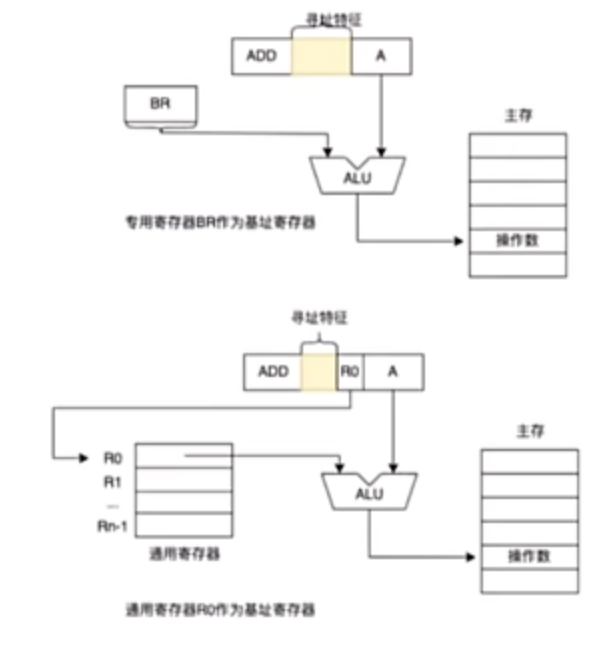 寻址特征
ADD
A
BR
主存
ALU
专用寄存器BR作为基址寄存器
操作数
寻址特征
ADD
R0
A
主存
R0
R1
...
Rn-1
ALU
通用寄存器
操作数
通用寄存器R0作为基址寄存器